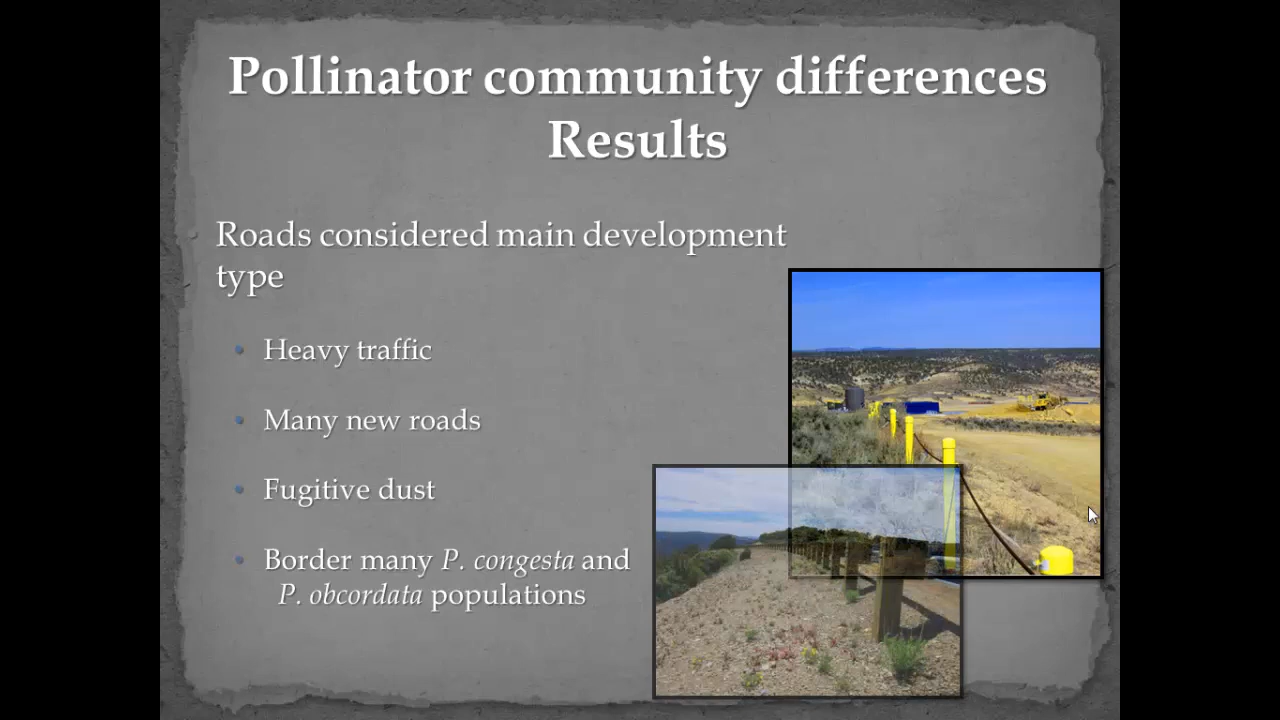 Pollinator community differences
Results
Roads considered main development
type
• Heavy traffic
• Many new roads
• Fugitive dust
• Border many P. congesta and
P. obcordata populations